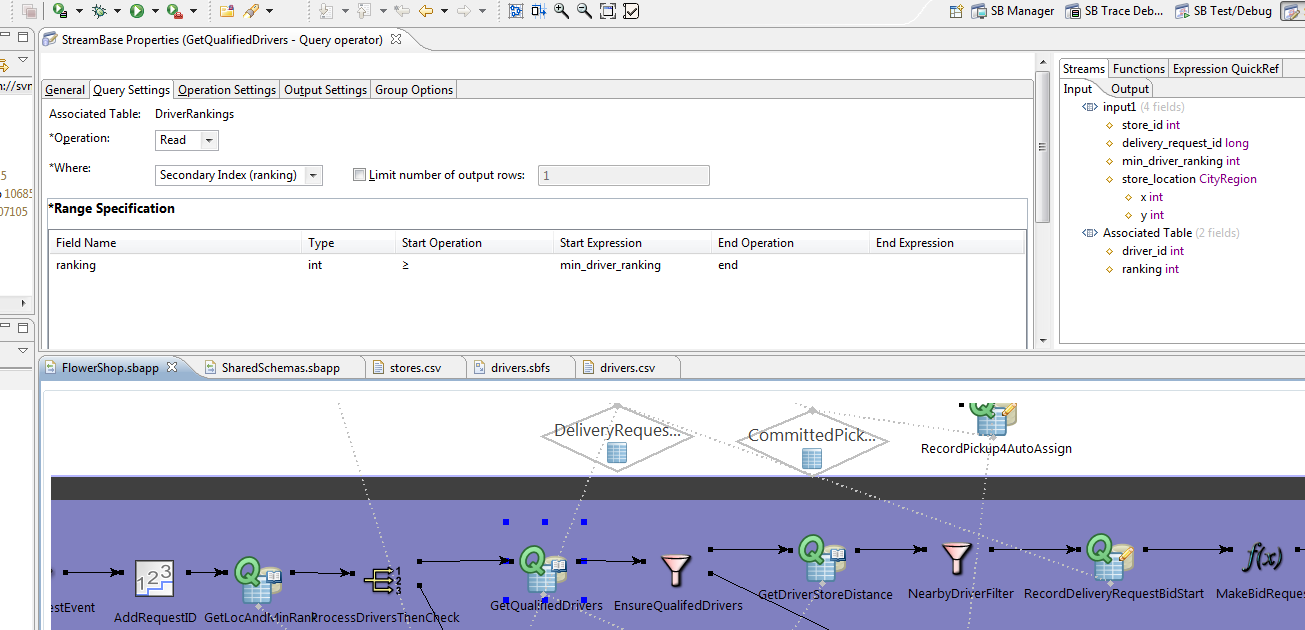 SB Manager SB Trace Deb... SB Test/Debug
StreamBase Properties (GetQualifiedDrivers - Query operator)
General Query Settings Operation Settings Output Settings Group Options
Associated Table: DriverRankings
*Operation: Read
*Where: Secondary Index (ranking) Limit number of output rows: 1
*Range Specification
Field Name Type Start Operation Start Expression End Operation End Expression
ranking int ≥ min_driver_ranking end
Streams Functions Expression QuickRef
Input Output
input1 (4 fields)
store_id int
delivery_request_id long
min_driver_ranking int
store_location CityRegion
x int
y int
Associated Table (2 fields)
driver_id int
ranking int
://svr
5
10685
07105
FlowerShop.sbapp SharedSchemas.sbapp stores.csv drivers.sbfs drivers.csv
DeliveryReques... CommittedPick...
RecordPickup4AutoAssign
123
1
2
3
f(x)
estEvent AddRequestID GetLocAndMinRank ProcessDriversThenCheck GetQualifiedDrivers EnsureQualifedDrivers GetDriverStoreDistance NearbyDriverFilter RecordDeliveryRequestBidStart MakeBidReques